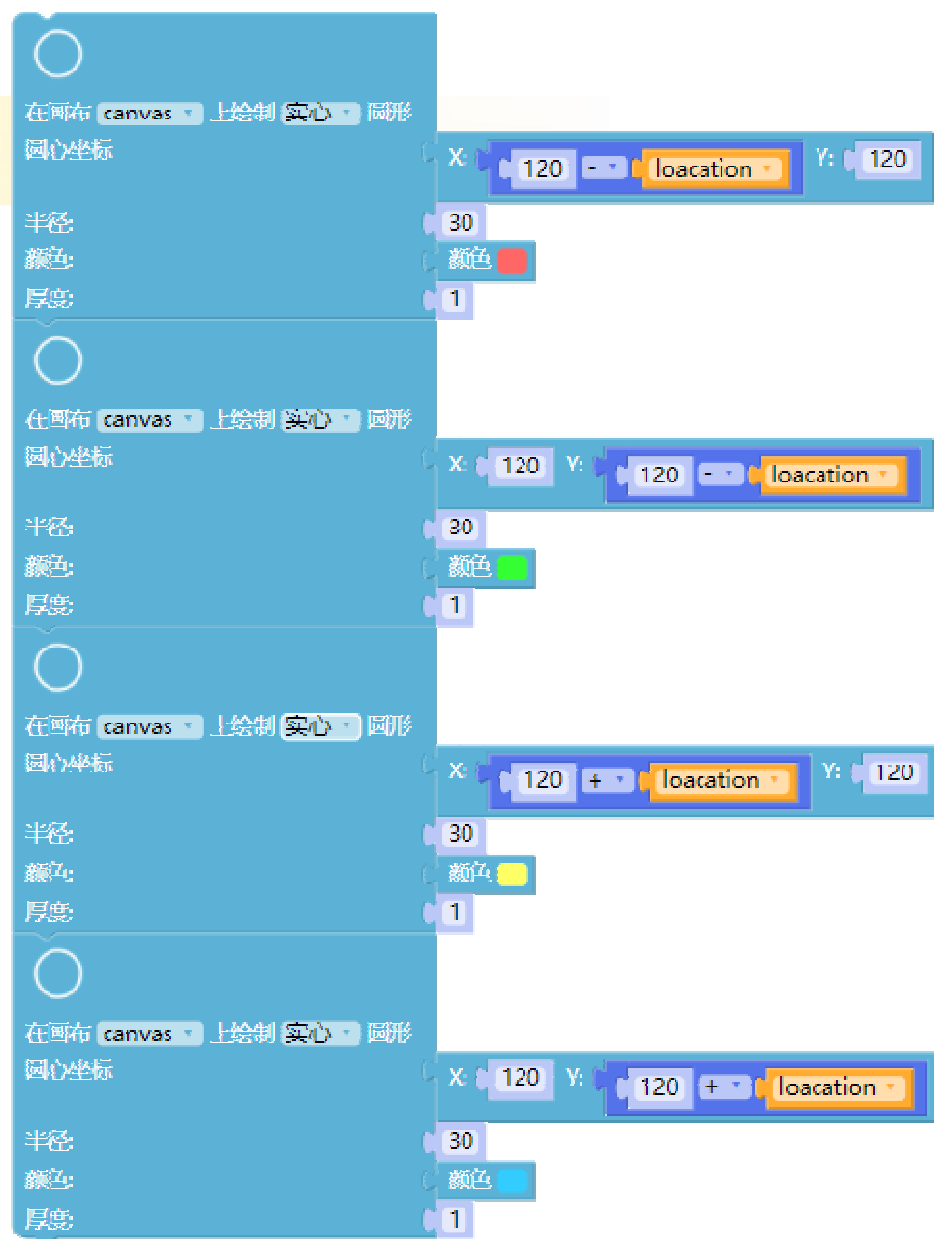 在画布 canvas 上绘制 实心 圆形
圆心坐标 X: 120 - loacation Y: 120
半径: 30
颜色: 颜色
厚度: 1
在画布 canvas 上绘制 实心 圆形
圆心坐标 X: 120 Y: 120 - loacation
半径: 30
颜色: 颜色
厚度: 1
在画布 canvas 上绘制 实心 圆形
圆心坐标 X: 120 + loacation Y: 120
半径: 30
颜色: 颜色
厚度: 1
在画布 canvas 上绘制 实心 圆形
圆心坐标 X: 120 Y: 120 + loacation
半径: 30
颜色: 颜色
厚度: 1